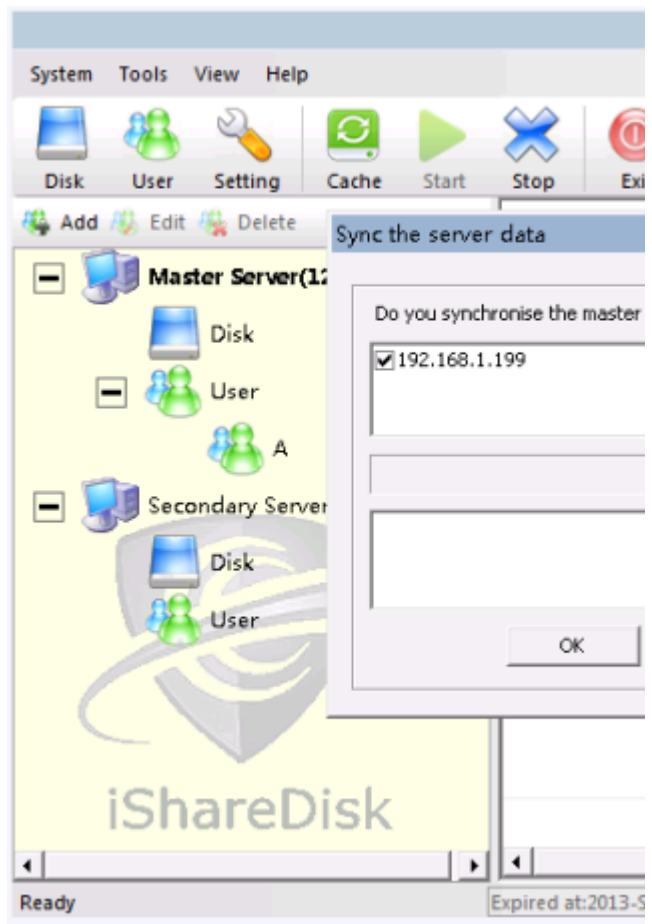 System Tools View Help
Disk User Setting Cache Start Stop Exi
Add Edit Delete
Sync the server data
Master Server(12
Do you synchronise the master
Disk
192.168.1.199
User
A
Secondary Server
Disk
User
OK
iShareDisk
Ready
Expired at:2013-S